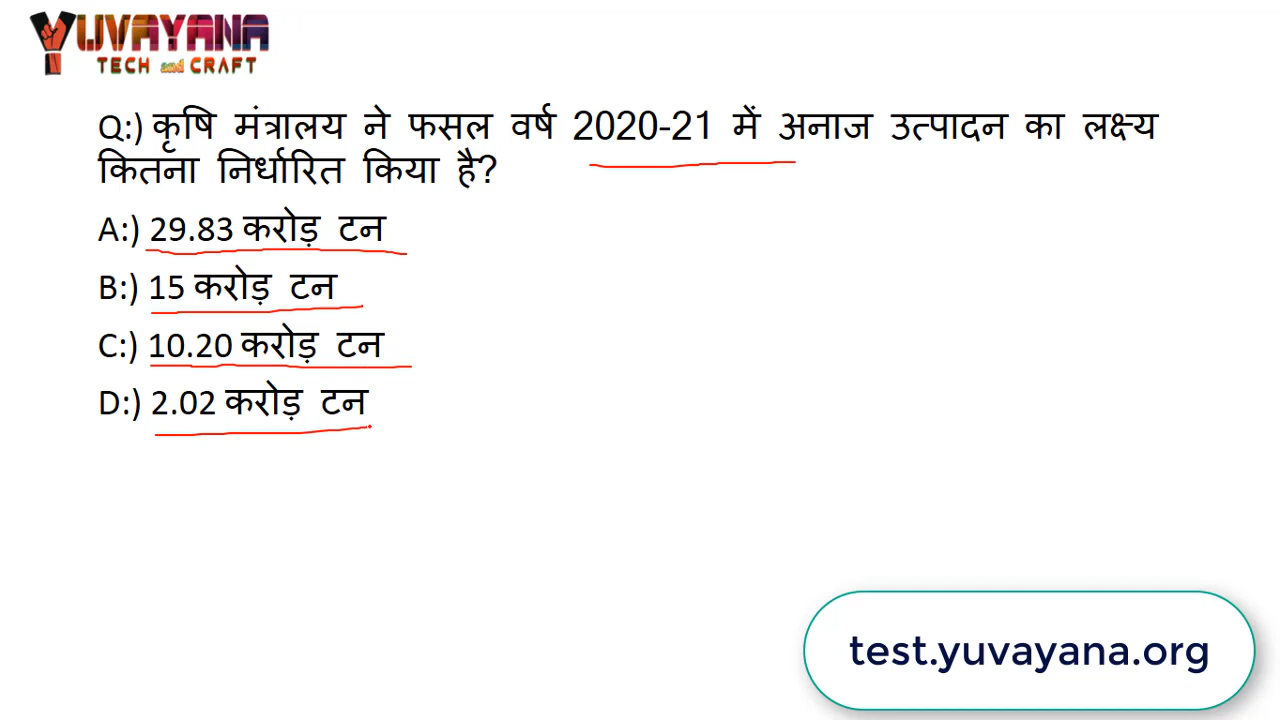 YUVAYANA
TECH and CRAFT
Q:) कृषि मंत्रालय ने फसल वर्ष 2020-21 में अनाज उत्पादन का लक्ष्य
कितना निर्धारित किया है?
A:) 29.83 करोड़ टन
B:) 15 करोड़ टन
C:) 10.20 करोड़ टन
D:) 2.02 करोड़ टन
test.yuvayana.org